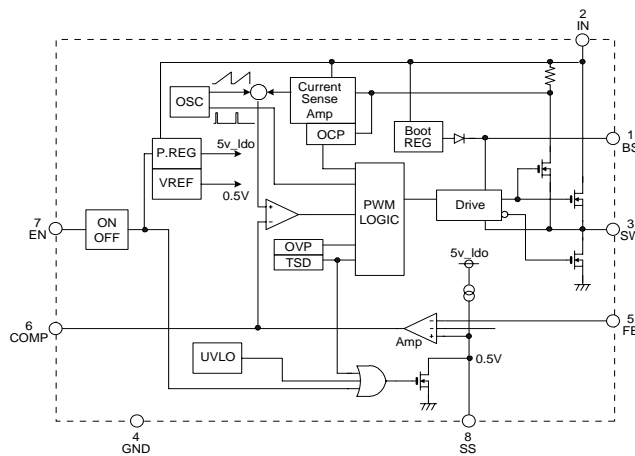 2
IN
OSC
Current
Sense
Amp
OCP
Boot
REG
1
BS
P.REG
5v_ldo
VREF
0.5V
PWM
LOGIC
Drive
7
EN
ON
OFF
3
SW
OVP
TSD
5v_ldo
6
COMP
Amp
5
FB
UVLO
0.5V
4
GND
8
SS